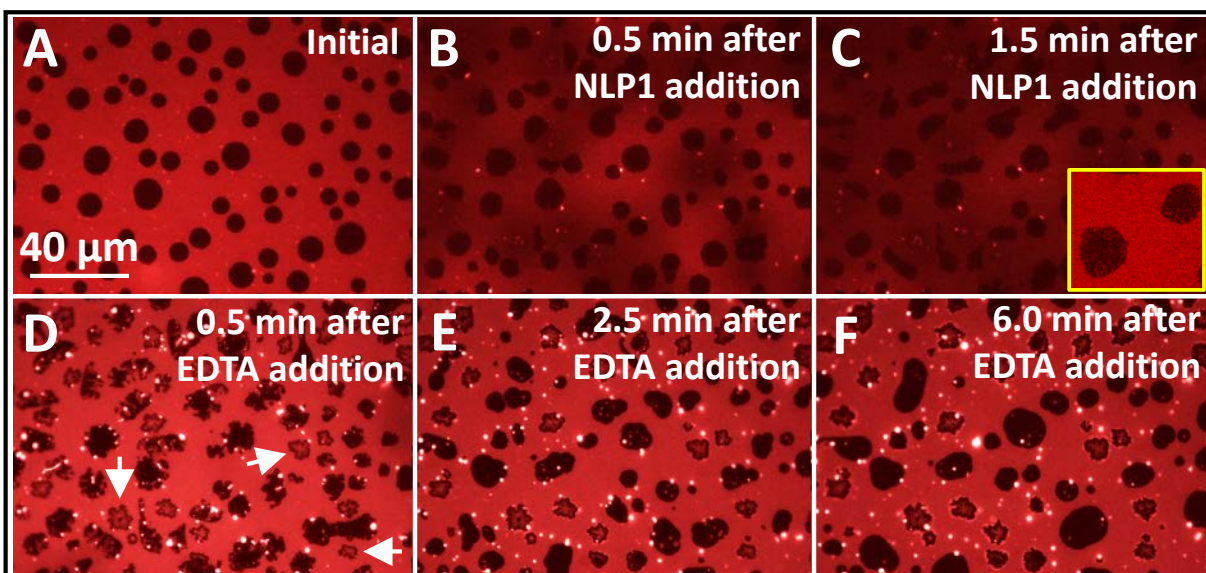 A
Initial
40 μm
B
0.5 min after
NLP1 addition
C
1.5 min after
NLP1 addition
D
0.5 min after
EDTA addition
E
2.5 min after
EDTA addition
F
6.0 min after
EDTA addition